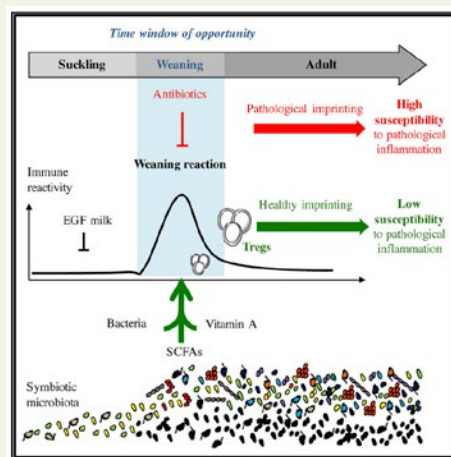 Time window of opportunity
Suckling
Weaning
Adult
Antibiotics
Pathological imprinting
High
susceptibility
to pathological
inflammation
Weaning reaction
Immune
reactivity
EGF milk
Healthy imprinting
Tregs
Low
susceptibility
to pathological
inflammation
Bacteria
Vitamin A
SCFAs
Symbiotic
microbiota